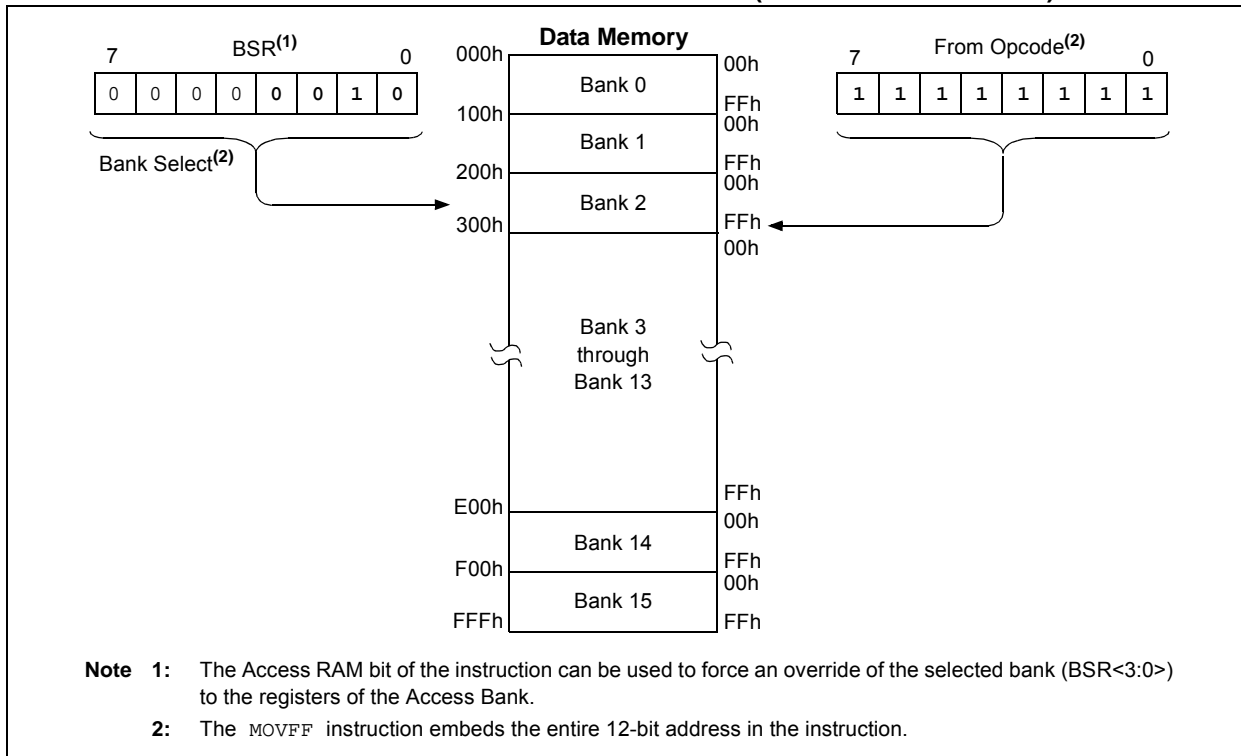 Data Memory
BSR(1)
7 0
0 0 0 0 0 0 1 0
Bank Select(2)
From Opcode(2)
7 0
1 1 1 1 1 1 1 1
000h
Bank 0
00h
FFh
100h
Bank 1
00h
FFh
200h
Bank 2
00h
FFh
300h
00h
Bank 3
through
Bank 13
FFh
E00h
00h
Bank 14
FFh
F00h
00h
Bank 15
FFFh
FFh
Note 1: The Access RAM bit of the instruction can be used to force an override of the selected bank (BSR<3:0>)
to the registers of the Access Bank.
2: The MOVFF instruction embeds the entire 12-bit address in the instruction.